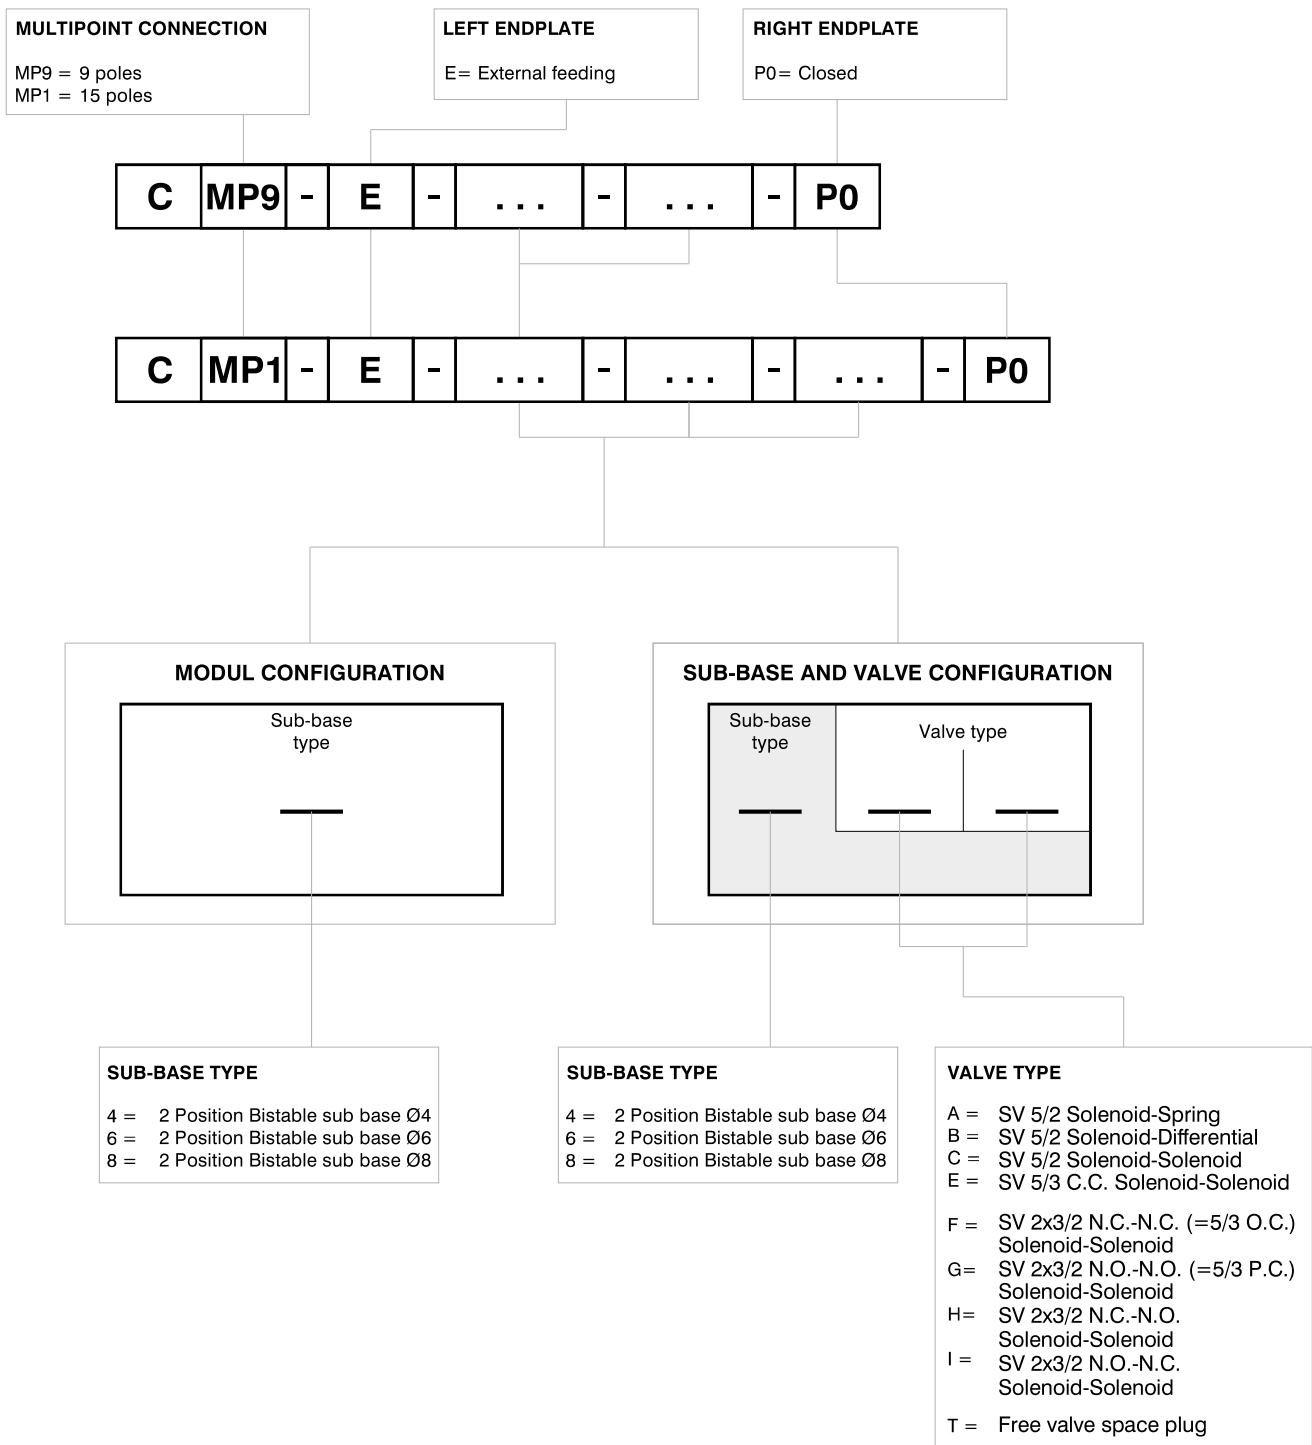 MULTIPOINT CONNECTION
MP9 = 9 poles
MP1 = 15 poles
LEFT ENDPLATE
E= External feeding
RIGHT ENDPLATE
P0= Closed
C MP9 - E - ... - ... - P0
C MP1 - E - ... - ... - ... - P0
MODUL CONFIGURATION
Sub-base
type
SUB-BASE AND VALVE CONFIGURATION
Sub-base
type
Valve type
SUB-BASE TYPE
4 = 2 Position Bistable sub base Ø4
6 = 2 Position Bistable sub base Ø6
8 = 2 Position Bistable sub base Ø8
SUB-BASE TYPE
4 = 2 Position Bistable sub base Ø4
6 = 2 Position Bistable sub base Ø6
8 = 2 Position Bistable sub base Ø8
VALVE TYPE
A = SV 5/2 Solenoid-Spring
B = SV 5/2 Solenoid-Differential
C = SV 5/2 Solenoid-Solenoid
E = SV 5/3 C.C. Solenoid-Solenoid
F = SV 2x3/2 N.C.-N.C. (=5/3 O.C.)
Solenoid-Solenoid
G= SV 2x3/2 N.O.-N.O. (=5/3 P.C.)
Solenoid-Solenoid
H= SV 2x3/2 N.C.-N.O.
Solenoid-Solenoid
I = SV 2x3/2 N.O.-N.C.
Solenoid-Solenoid
T = Free valve space plug